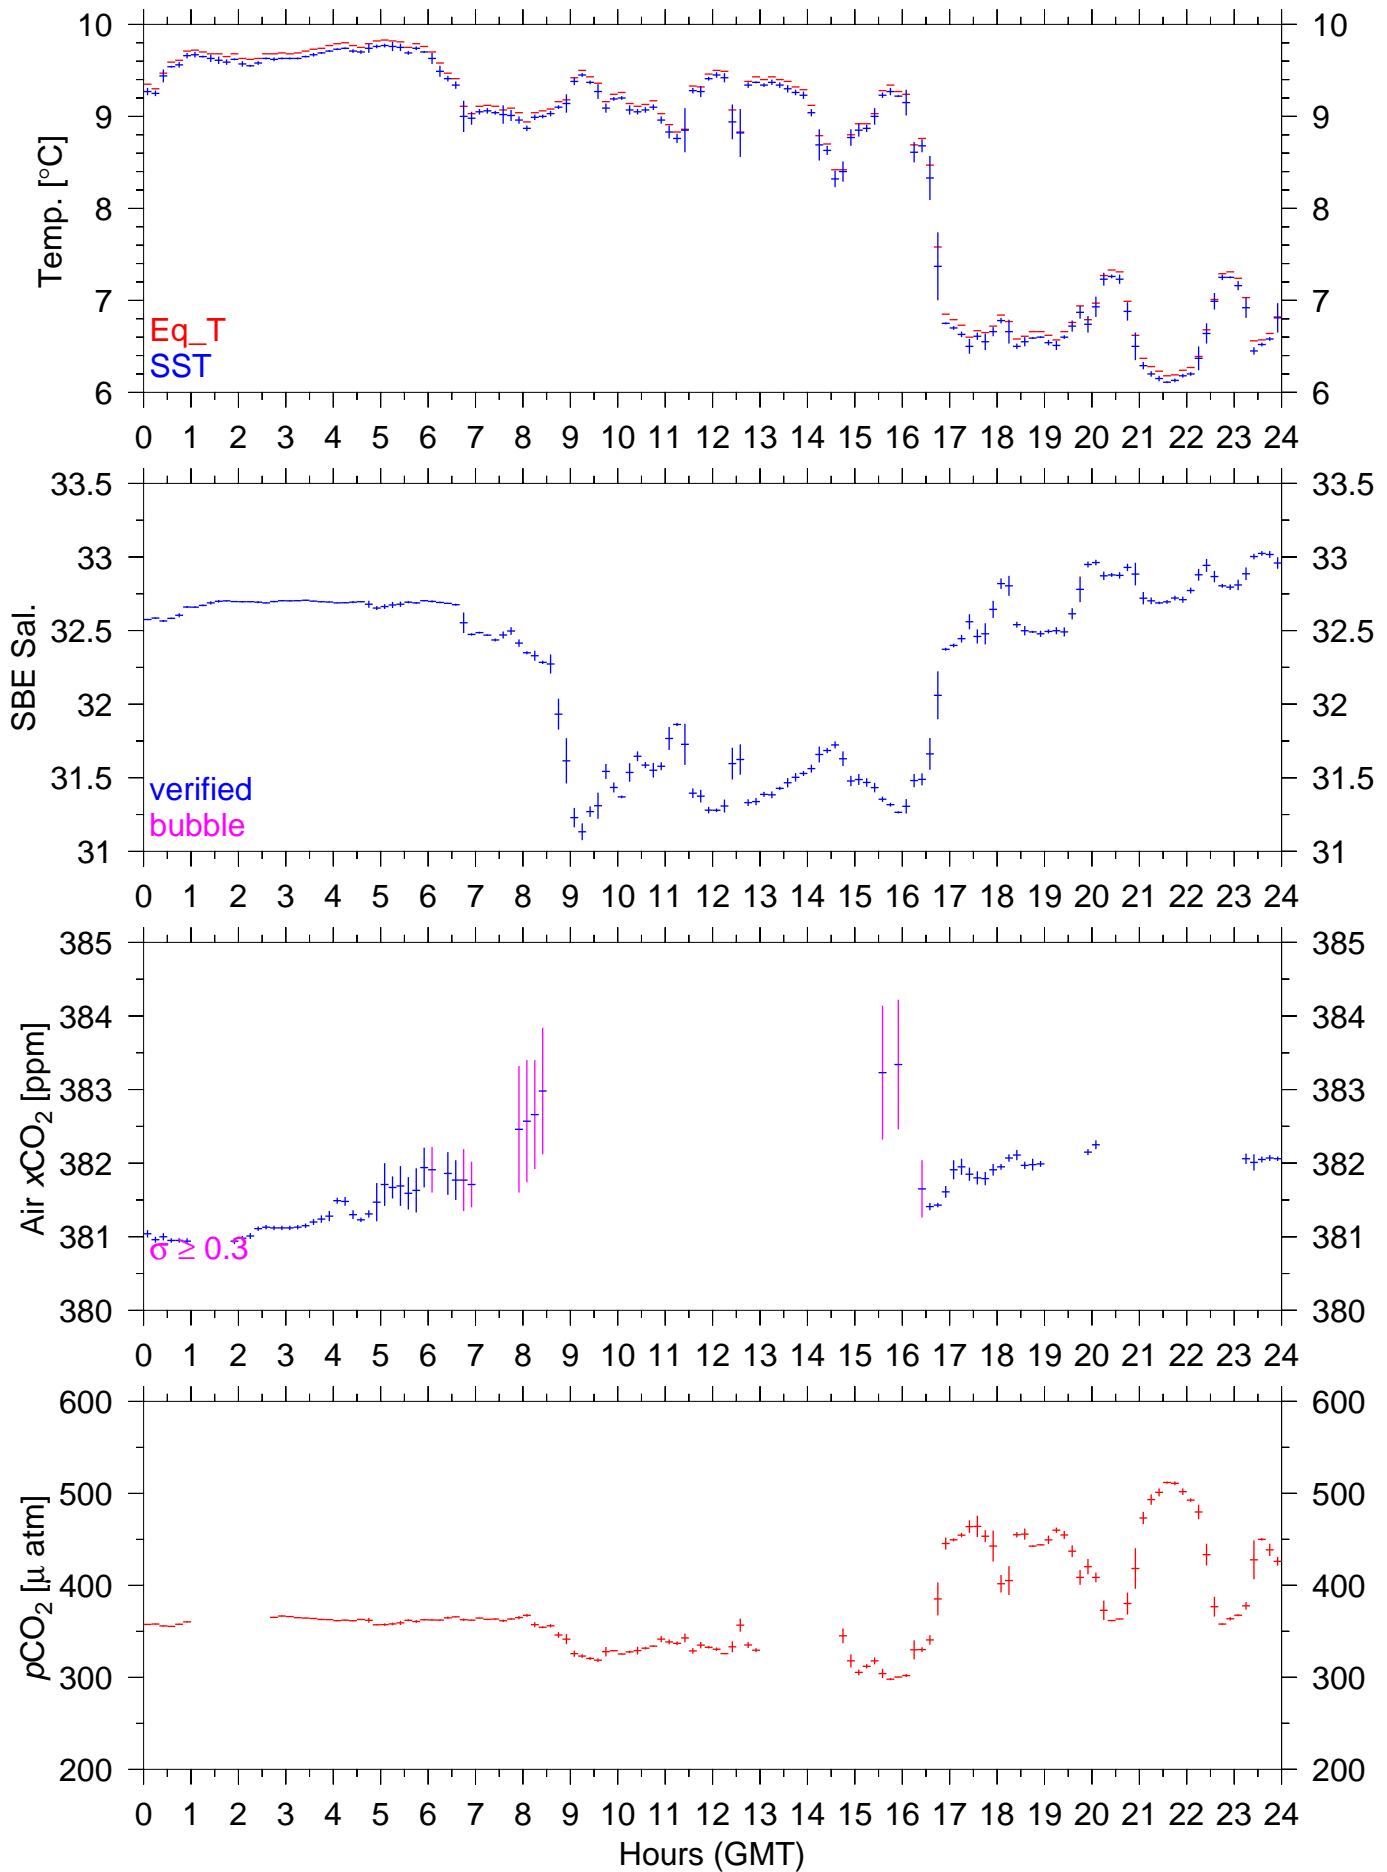 10 10
9 9
8 8
7 7
6 6
Temp. [°C]
Eq_T
SST
0 1 2 3 4 5 6 7 8 9 10 11 12 13 14 15 16 17 18 19 20 21 22 23 24
33.5 33.5
33 33
32.5 32.5
32 32
31.5 31.5
31 31
SBE Sal.
verified
bubble
0 1 2 3 4 5 6 7 8 9 10 11 12 13 14 15 16 17 18 19 20 21 22 23 24
385 385
384 384
383 383
382 382
381 381
380 380
Air xCO₂ [ppm]
σ ≥ 0.3
0 1 2 3 4 5 6 7 8 9 10 11 12 13 14 15 16 17 18 19 20 21 22 23 24
600 600
500 500
400 400
300 300
200 200
pCO₂ [μ atm]
0 1 2 3 4 5 6 7 8 9 10 11 12 13 14 15 16 17 18 19 20 21 22 23 24
Hours (GMT)